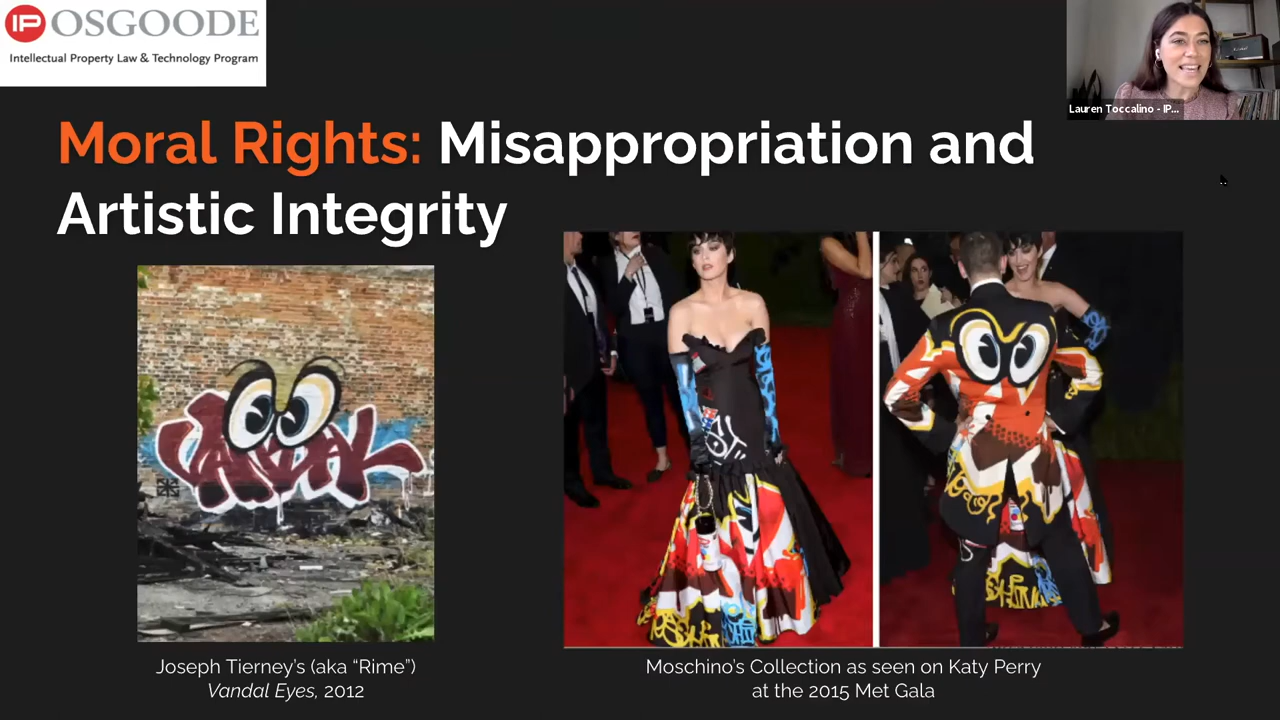 IP OSGOODE
Intellectual Property Law & Technology Program
Lauren Toccalino - IP...
Moral Rights: Misappropriation and
Artistic Integrity
VANDAL
Joseph Tierney's (aka “Rime”)
Vandal Eyes, 2012
Moschino's Collection as seen on Katy Perry
at the 2015 Met Gala